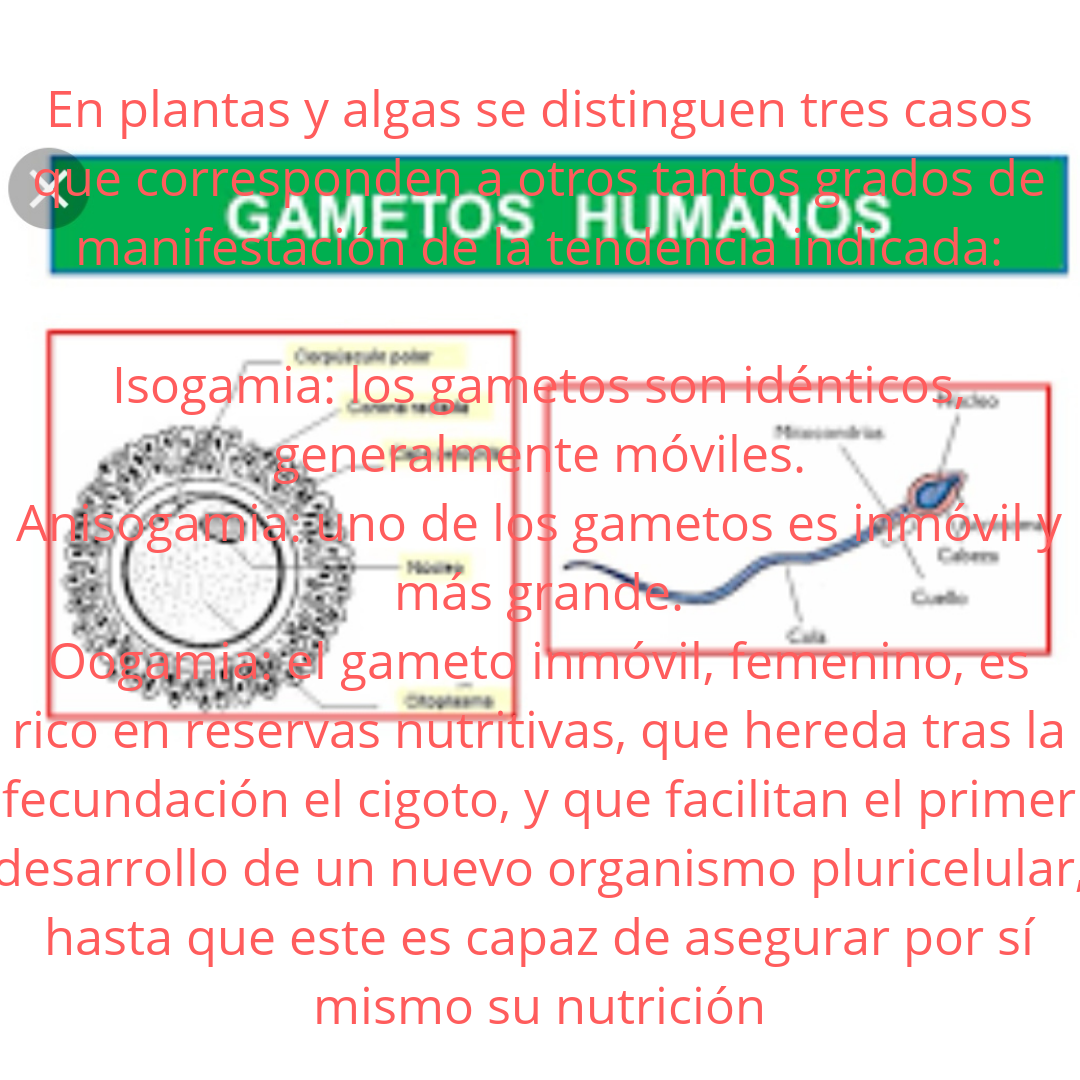 En plantas y algas se distinguen tres casos
que corresponden a otros tantos grados de
GAMETOS HUMANOS
manifestación de la tendencia indicada:
Corpúsculo polar
Isogamia: los gametos son idénticos,
Núcleo
Corona radiada
Mitocondrias
generalmente móviles.
Anisogamia: uno de los gametos es inmóvil y
Cabeza
Núcleo
más grande.
Cuello
Cola
Oogamia: el gameto inmóvil, femenino, es
Citoplasma
rico en reservas nutritivas, que hereda tras la
fecundación el cigoto, y que facilitan el primer
desarrollo de un nuevo organismo pluricelular,
hasta que este es capaz de asegurar por sí
mismo su nutrición